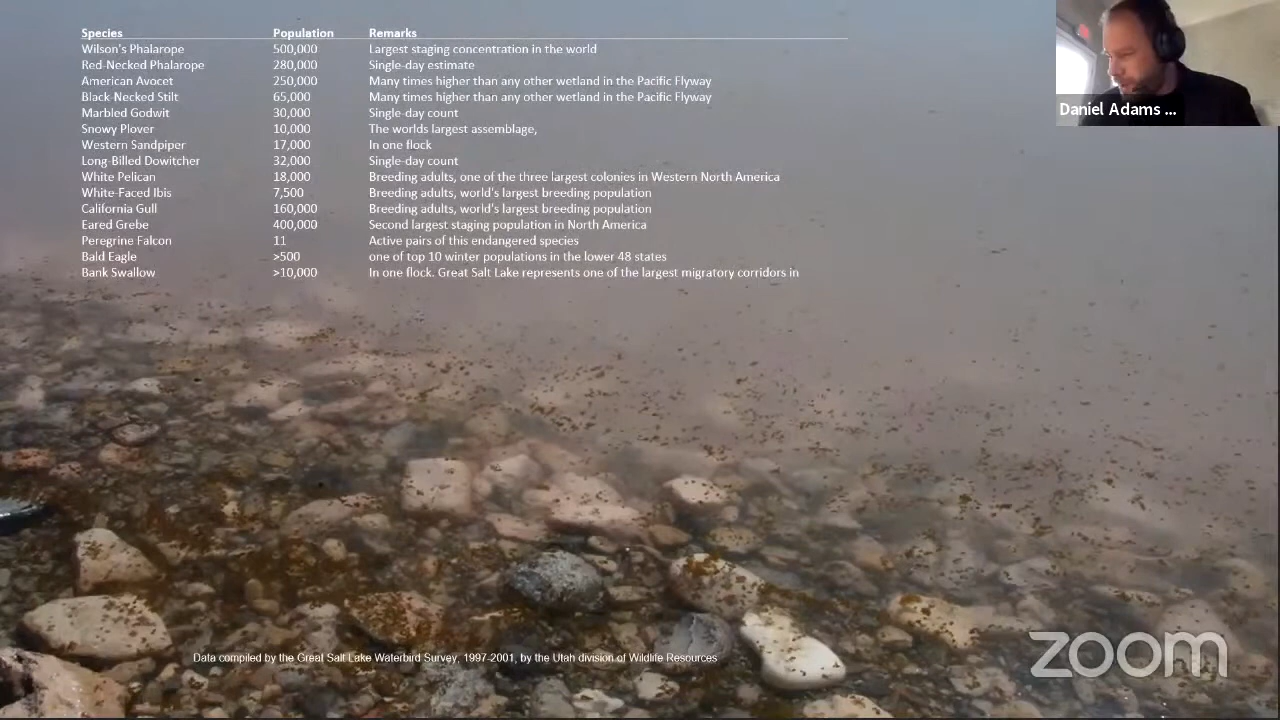 Species Population Remarks
Wilson's Phalarope 500,000 Largest staging concentration in the world
Red-Necked Phalarope 280,000 Single-day estimate
American Avocet 250,000 Many times higher than any other wetland in the Pacific Flyway
Black-Necked Stilt 65,000 Many times higher than any other wetland in the Pacific Flyway
Marbled Godwit 30,000 Single-day count
Snowy Plover 10,000 The worlds largest assemblage,
Western Sandpiper 17,000 In one flock
Long-Billed Dowitcher 32,000 Single-day count
White Pelican 18,000 Breeding adults, one of the three largest colonies in Western North America
White-Faced Ibis 7,500 Breeding adults, world's largest breeding population
California Gull 160,000 Breeding adults, world's largest breeding population
Eared Grebe 400,000 Second largest staging population in North America
Peregrine Falcon 11 Active pairs of this endangered species
Bald Eagle >500 one of top 10 winter populations in the lower 48 states
Bank Swallow >10,000 In one flock. Great Salt Lake represents one of the largest migratory corridors in
Daniel Adams ...
Data compiled by the Great Salt Lake Waterbird Survey, 1997-2001, by the Utah division of Wildlife Resources
zoom